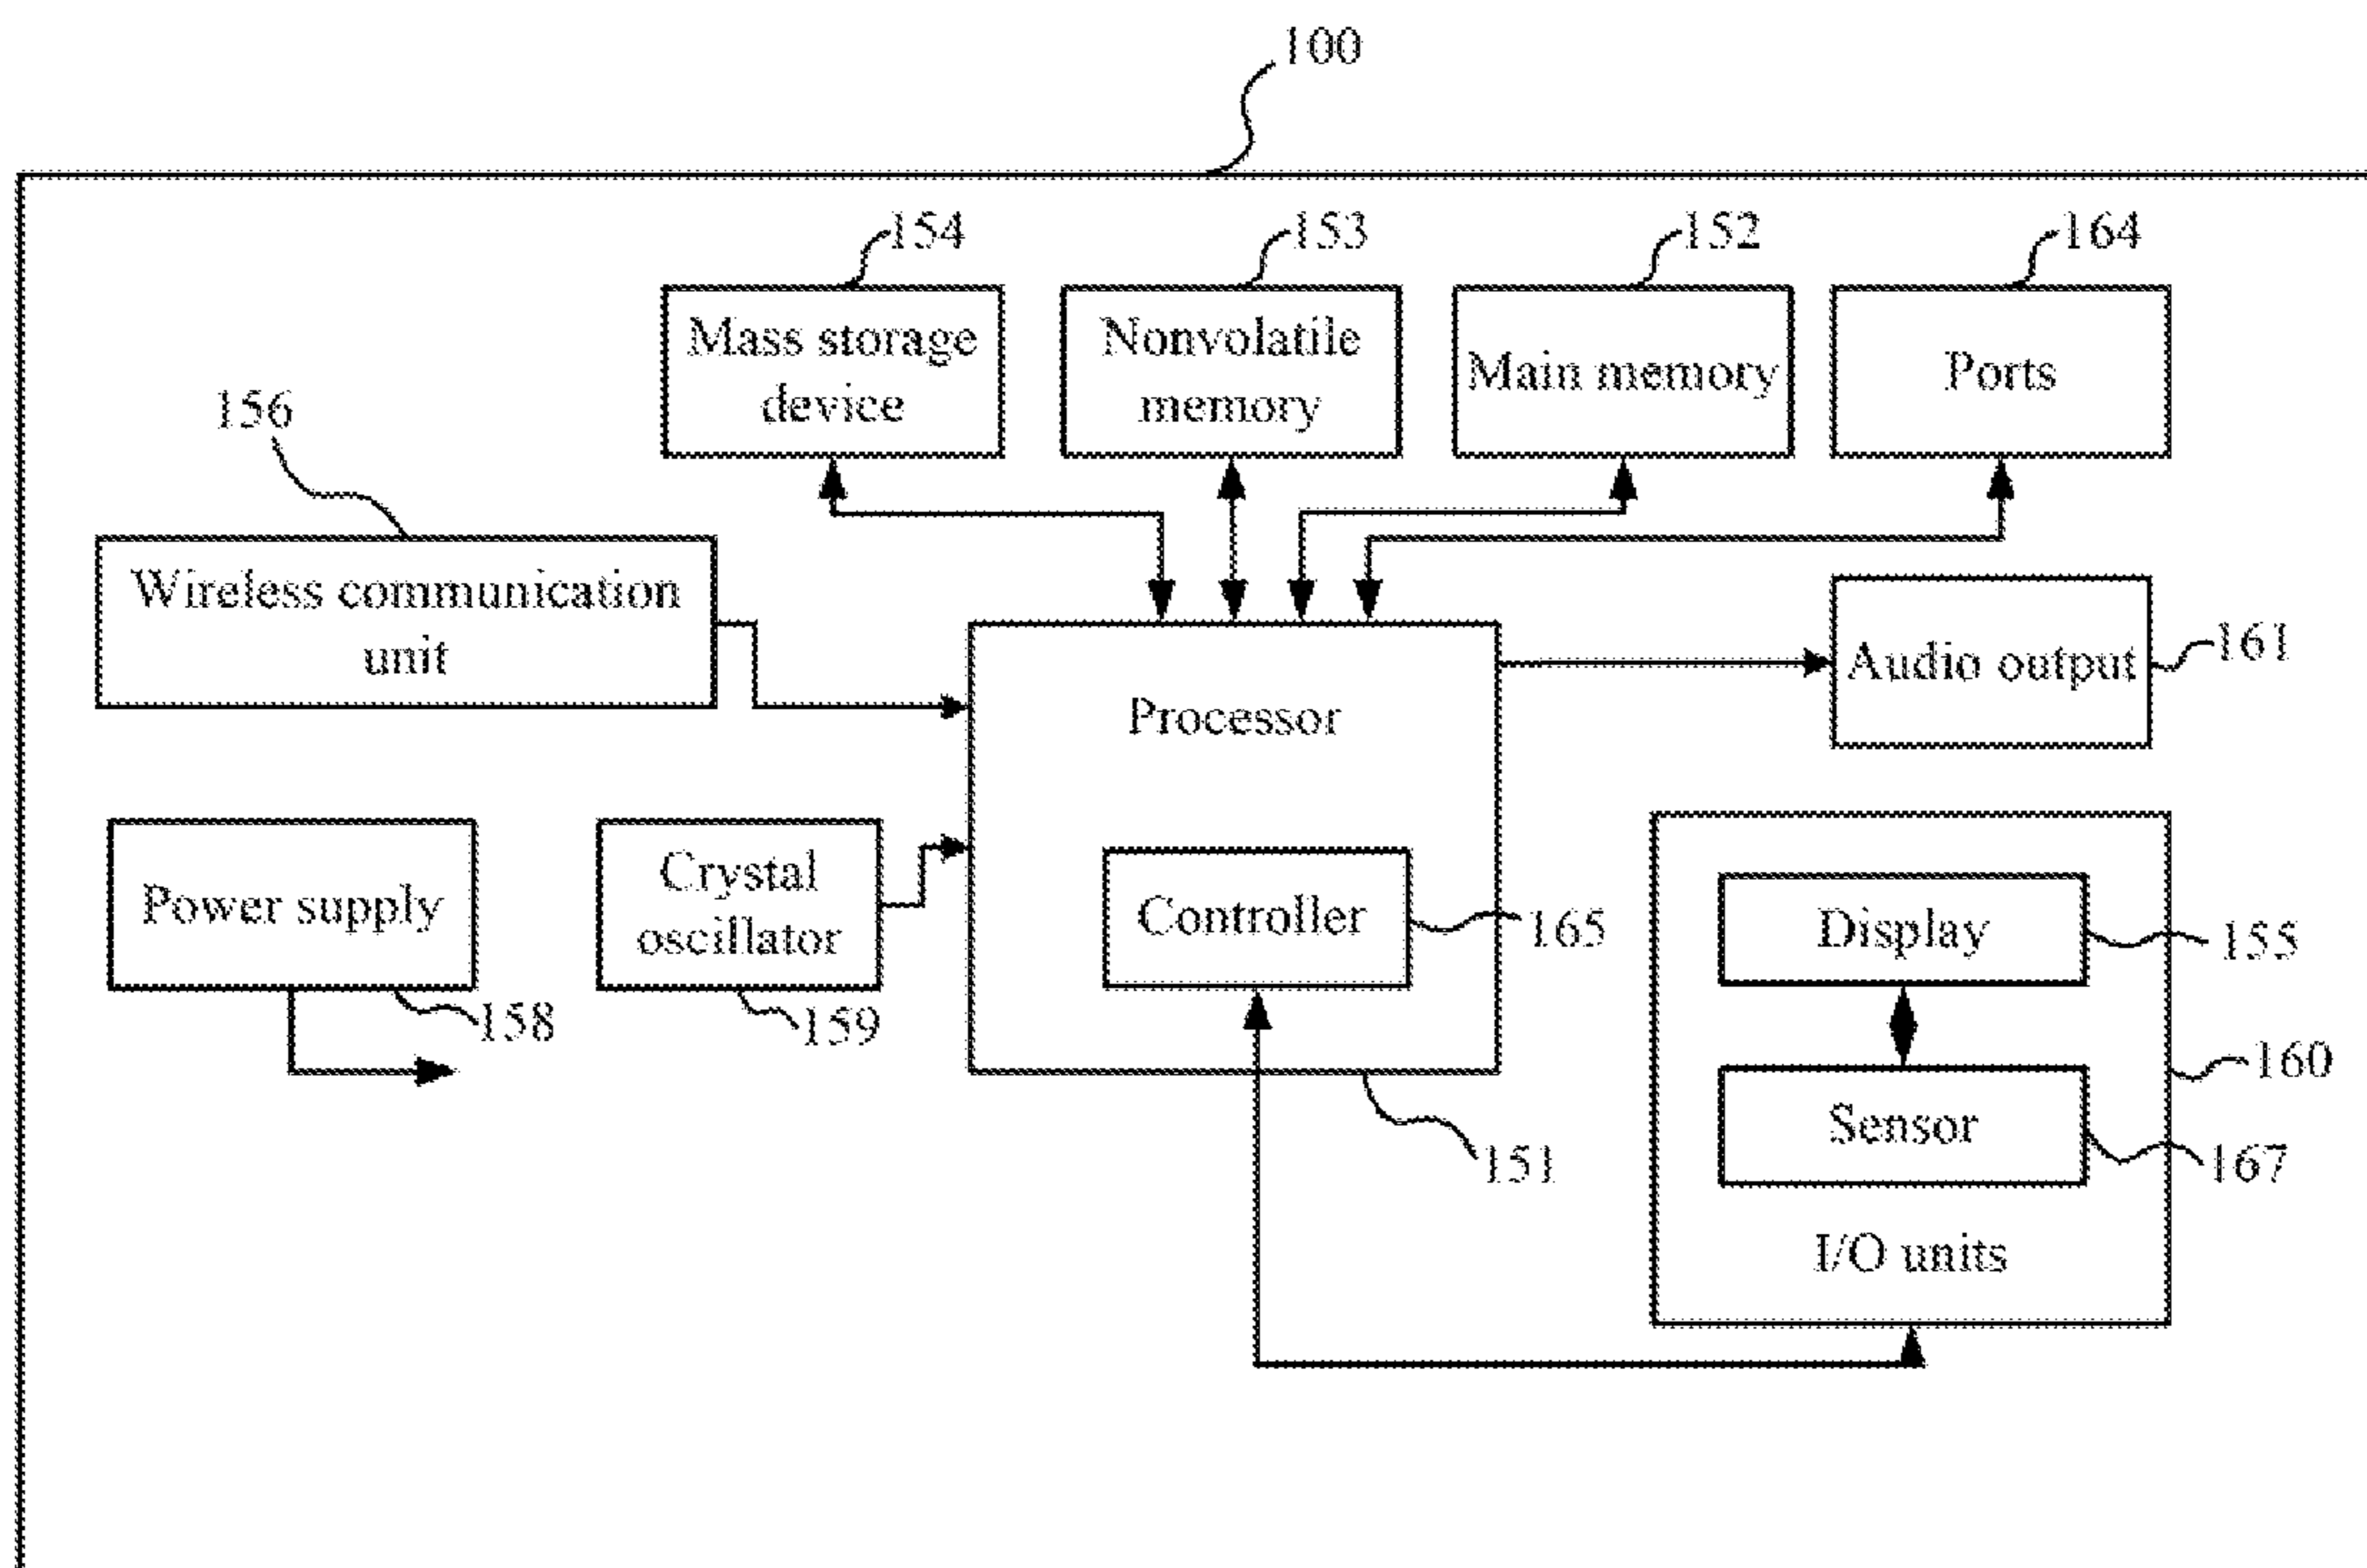 100
154
153
152
164
Mass storage
device
Nonvolatile
memory
Main memory
Ports
156
Wireless communication
unit
Processor
Audio output
161
Power supply
158
Crystal
oscillator
159
Controller
165
151
Display
155
160
Sensor
167
I/O units